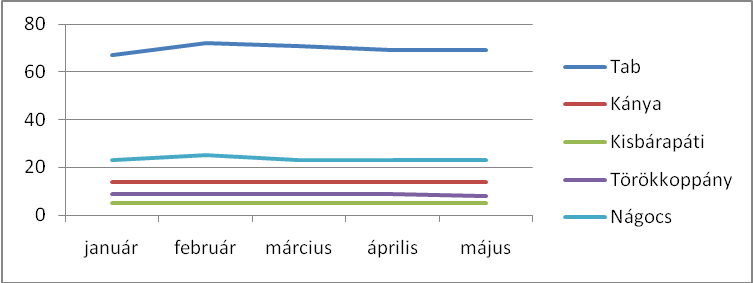 80
60
40
20
0
január február március április május
Tab
Kánya
Kisbárapáti
Törökkoppány
Nágocs